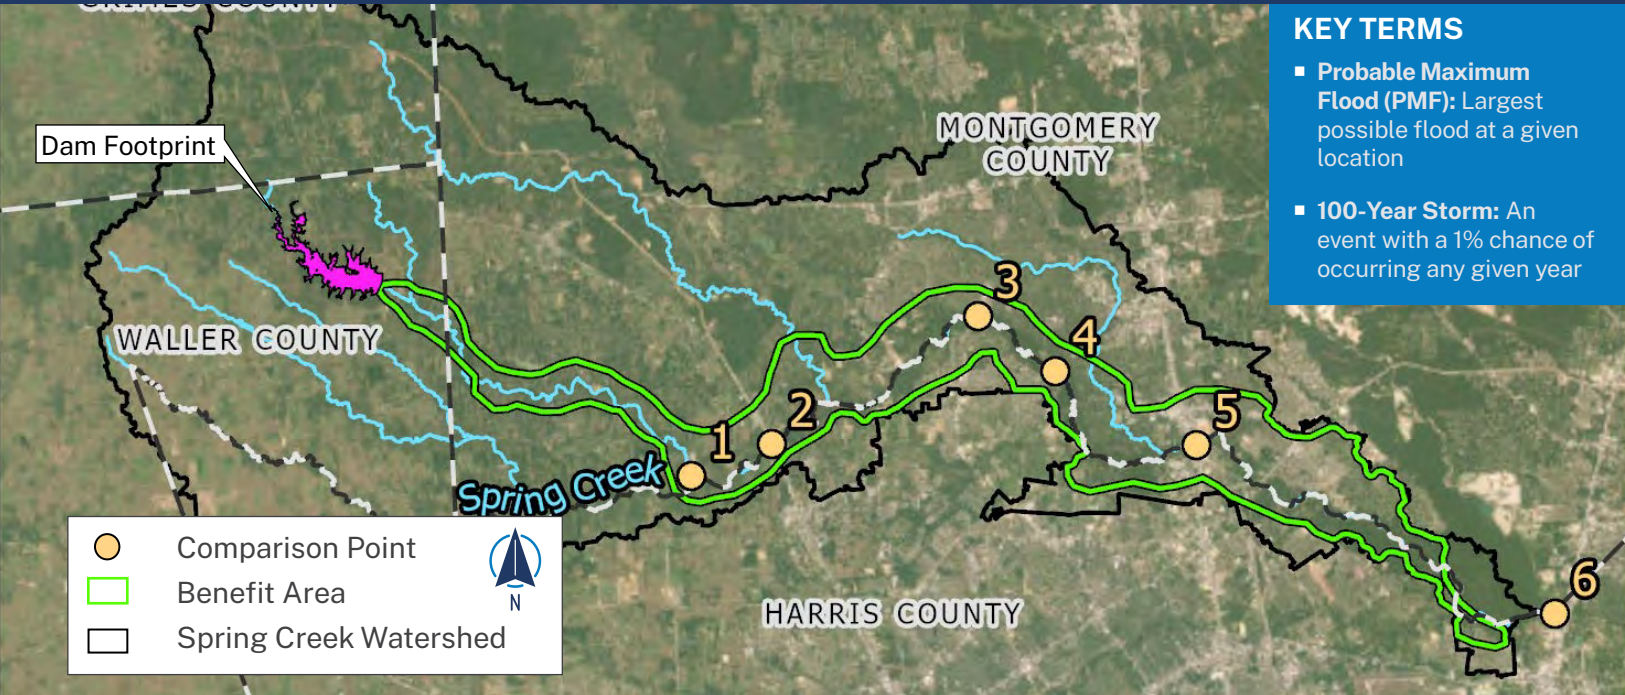 GRIMES COUNTY
KEY TERMS
▪ Probable Maximum
Flood (PMF): Largest
possible flood at a given
location
▪ 100-Year Storm: An
event with a 1% chance of
occurring any given year
MONTGOMERY
COUNTY
Dam Footprint
WALLER COUNTY
3
4
2
5
1
Spring Creek
6
HARRIS COUNTY
Comparison Point
Benefit Area
Spring Creek Watershed
N